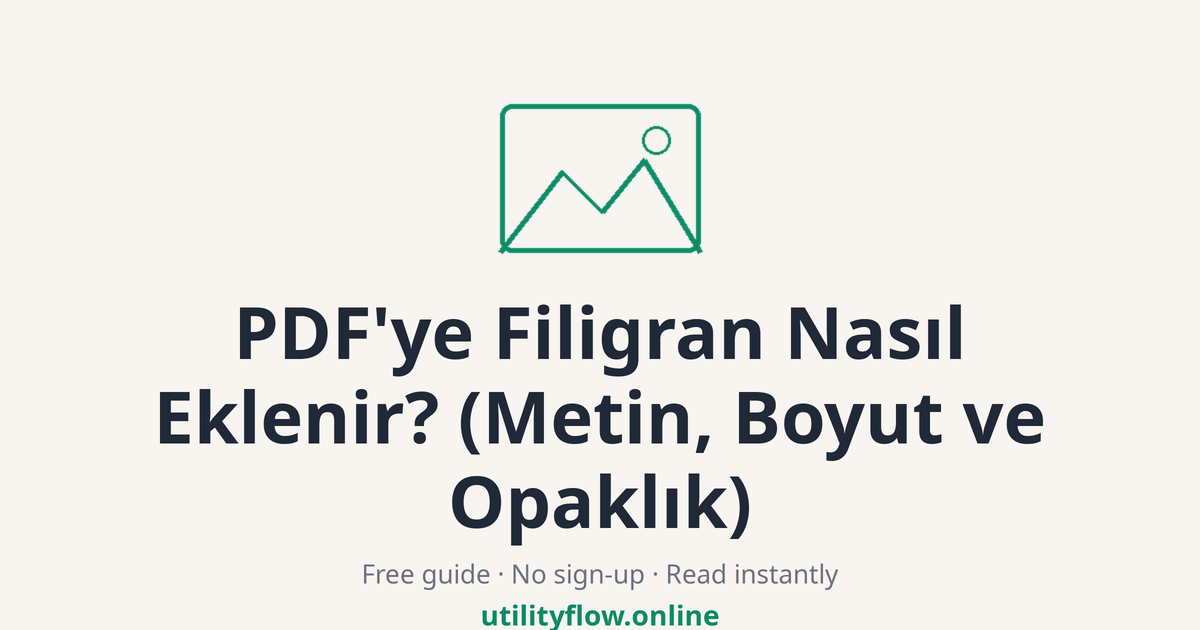 PDF'ye Filigran Nasıl
Eklenir? (Metin, Boyut ve
Opaklık)
Free guide · No sign-up · Read instantly
utilityflow.online